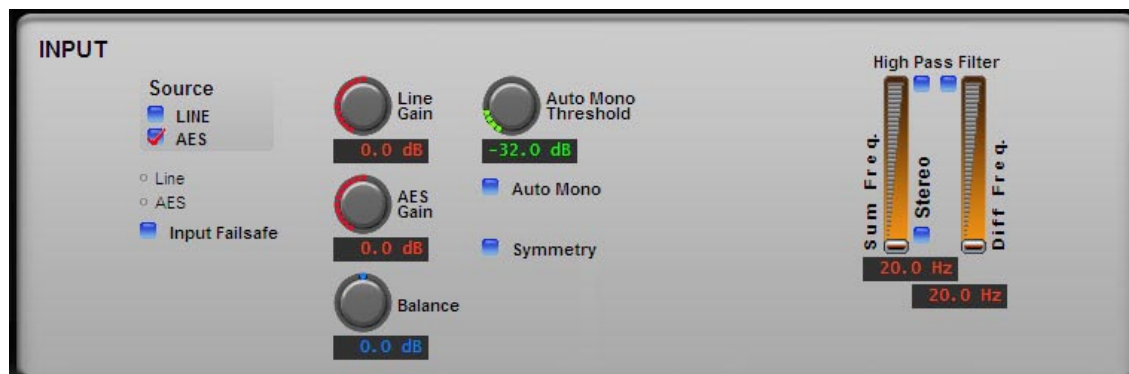 INPUT
Source
LINE
AES
Line
AES
Input Failsafe
Line
Gain
0.0 dB
AES
Gain
0.0 dB
Balance
0.0 dB
Auto Mono
Threshold
-32.0 dB
Auto Mono
Symmetry
High Pass Filter
Sum Freq.
Stereo
Diff Freq.
20.0 Hz
20.0 Hz